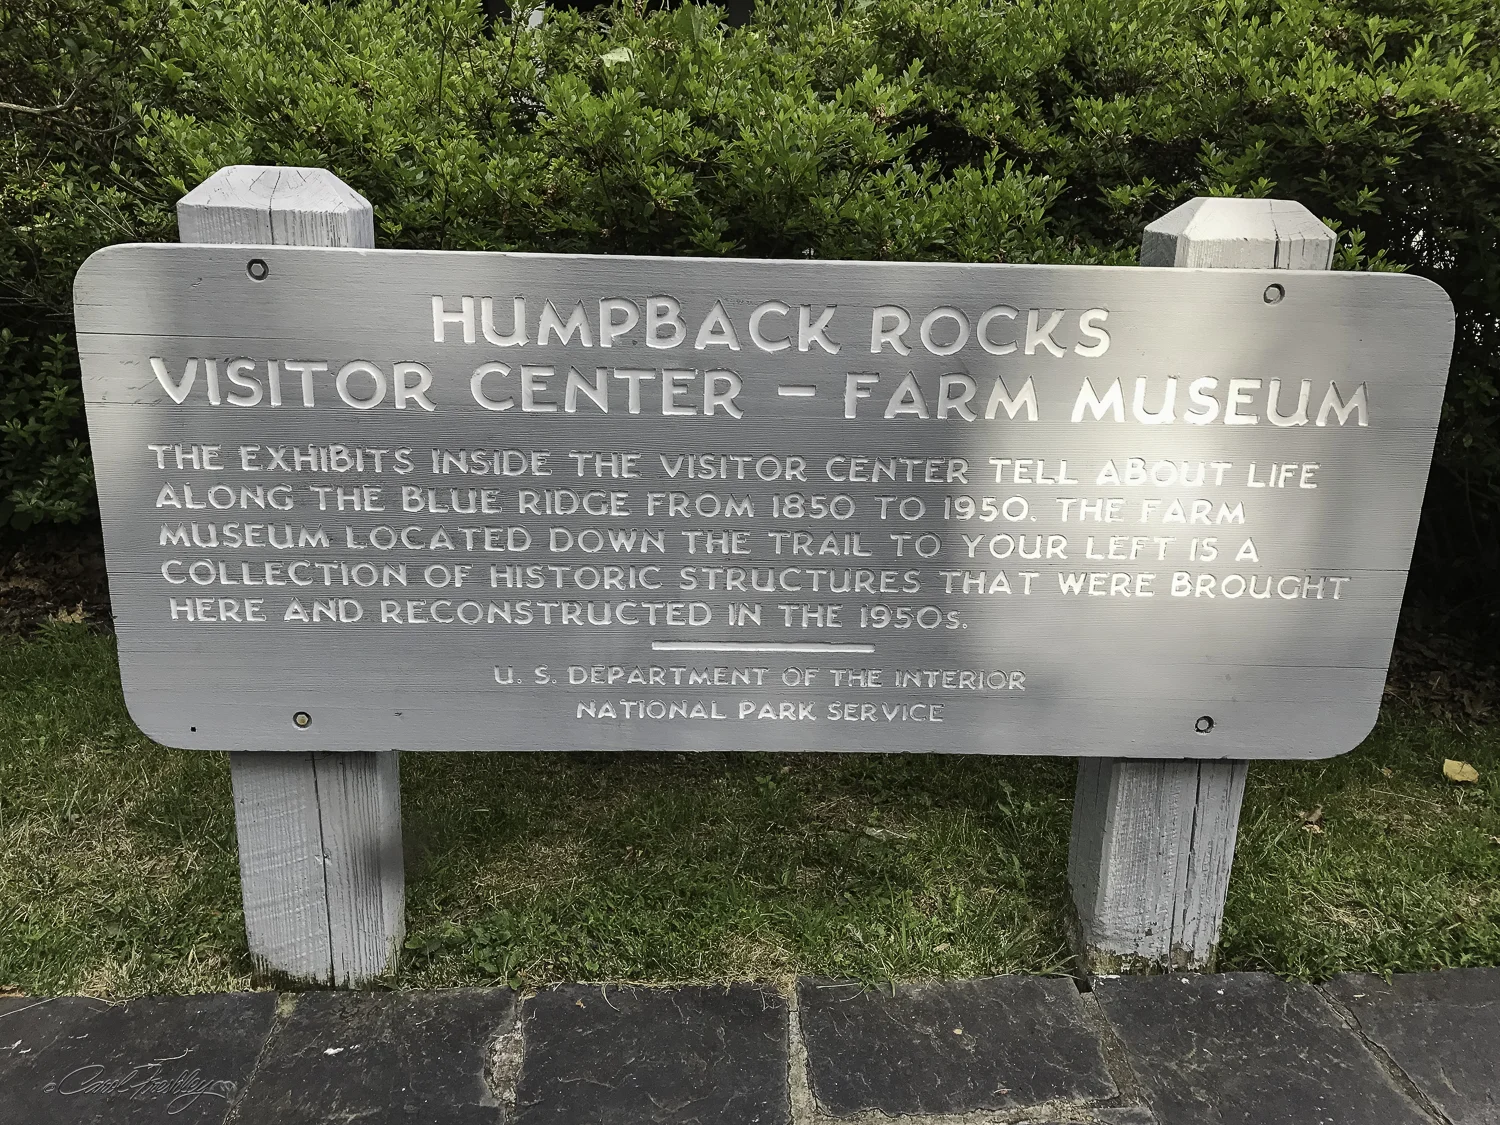 HUMPBACK ROCKS
VISITOR CENTER – FARM MUSEUM
THE EXHIBITS INSIDE THE VISITOR CENTER TELL ABOUT LIFE
ALONG THE BLUE RIDGE FROM 1850 TO 1950. THE FARM
MUSEUM LOCATED DOWN THE TRAIL TO YOUR LEFT IS A
COLLECTION OF HISTORIC STRUCTURES THAT WERE BROUGHT
HERE AND RECONSTRUCTED IN THE 1950s.
U. S. DEPARTMENT OF THE INTERIOR
NATIONAL PARK SERVICE